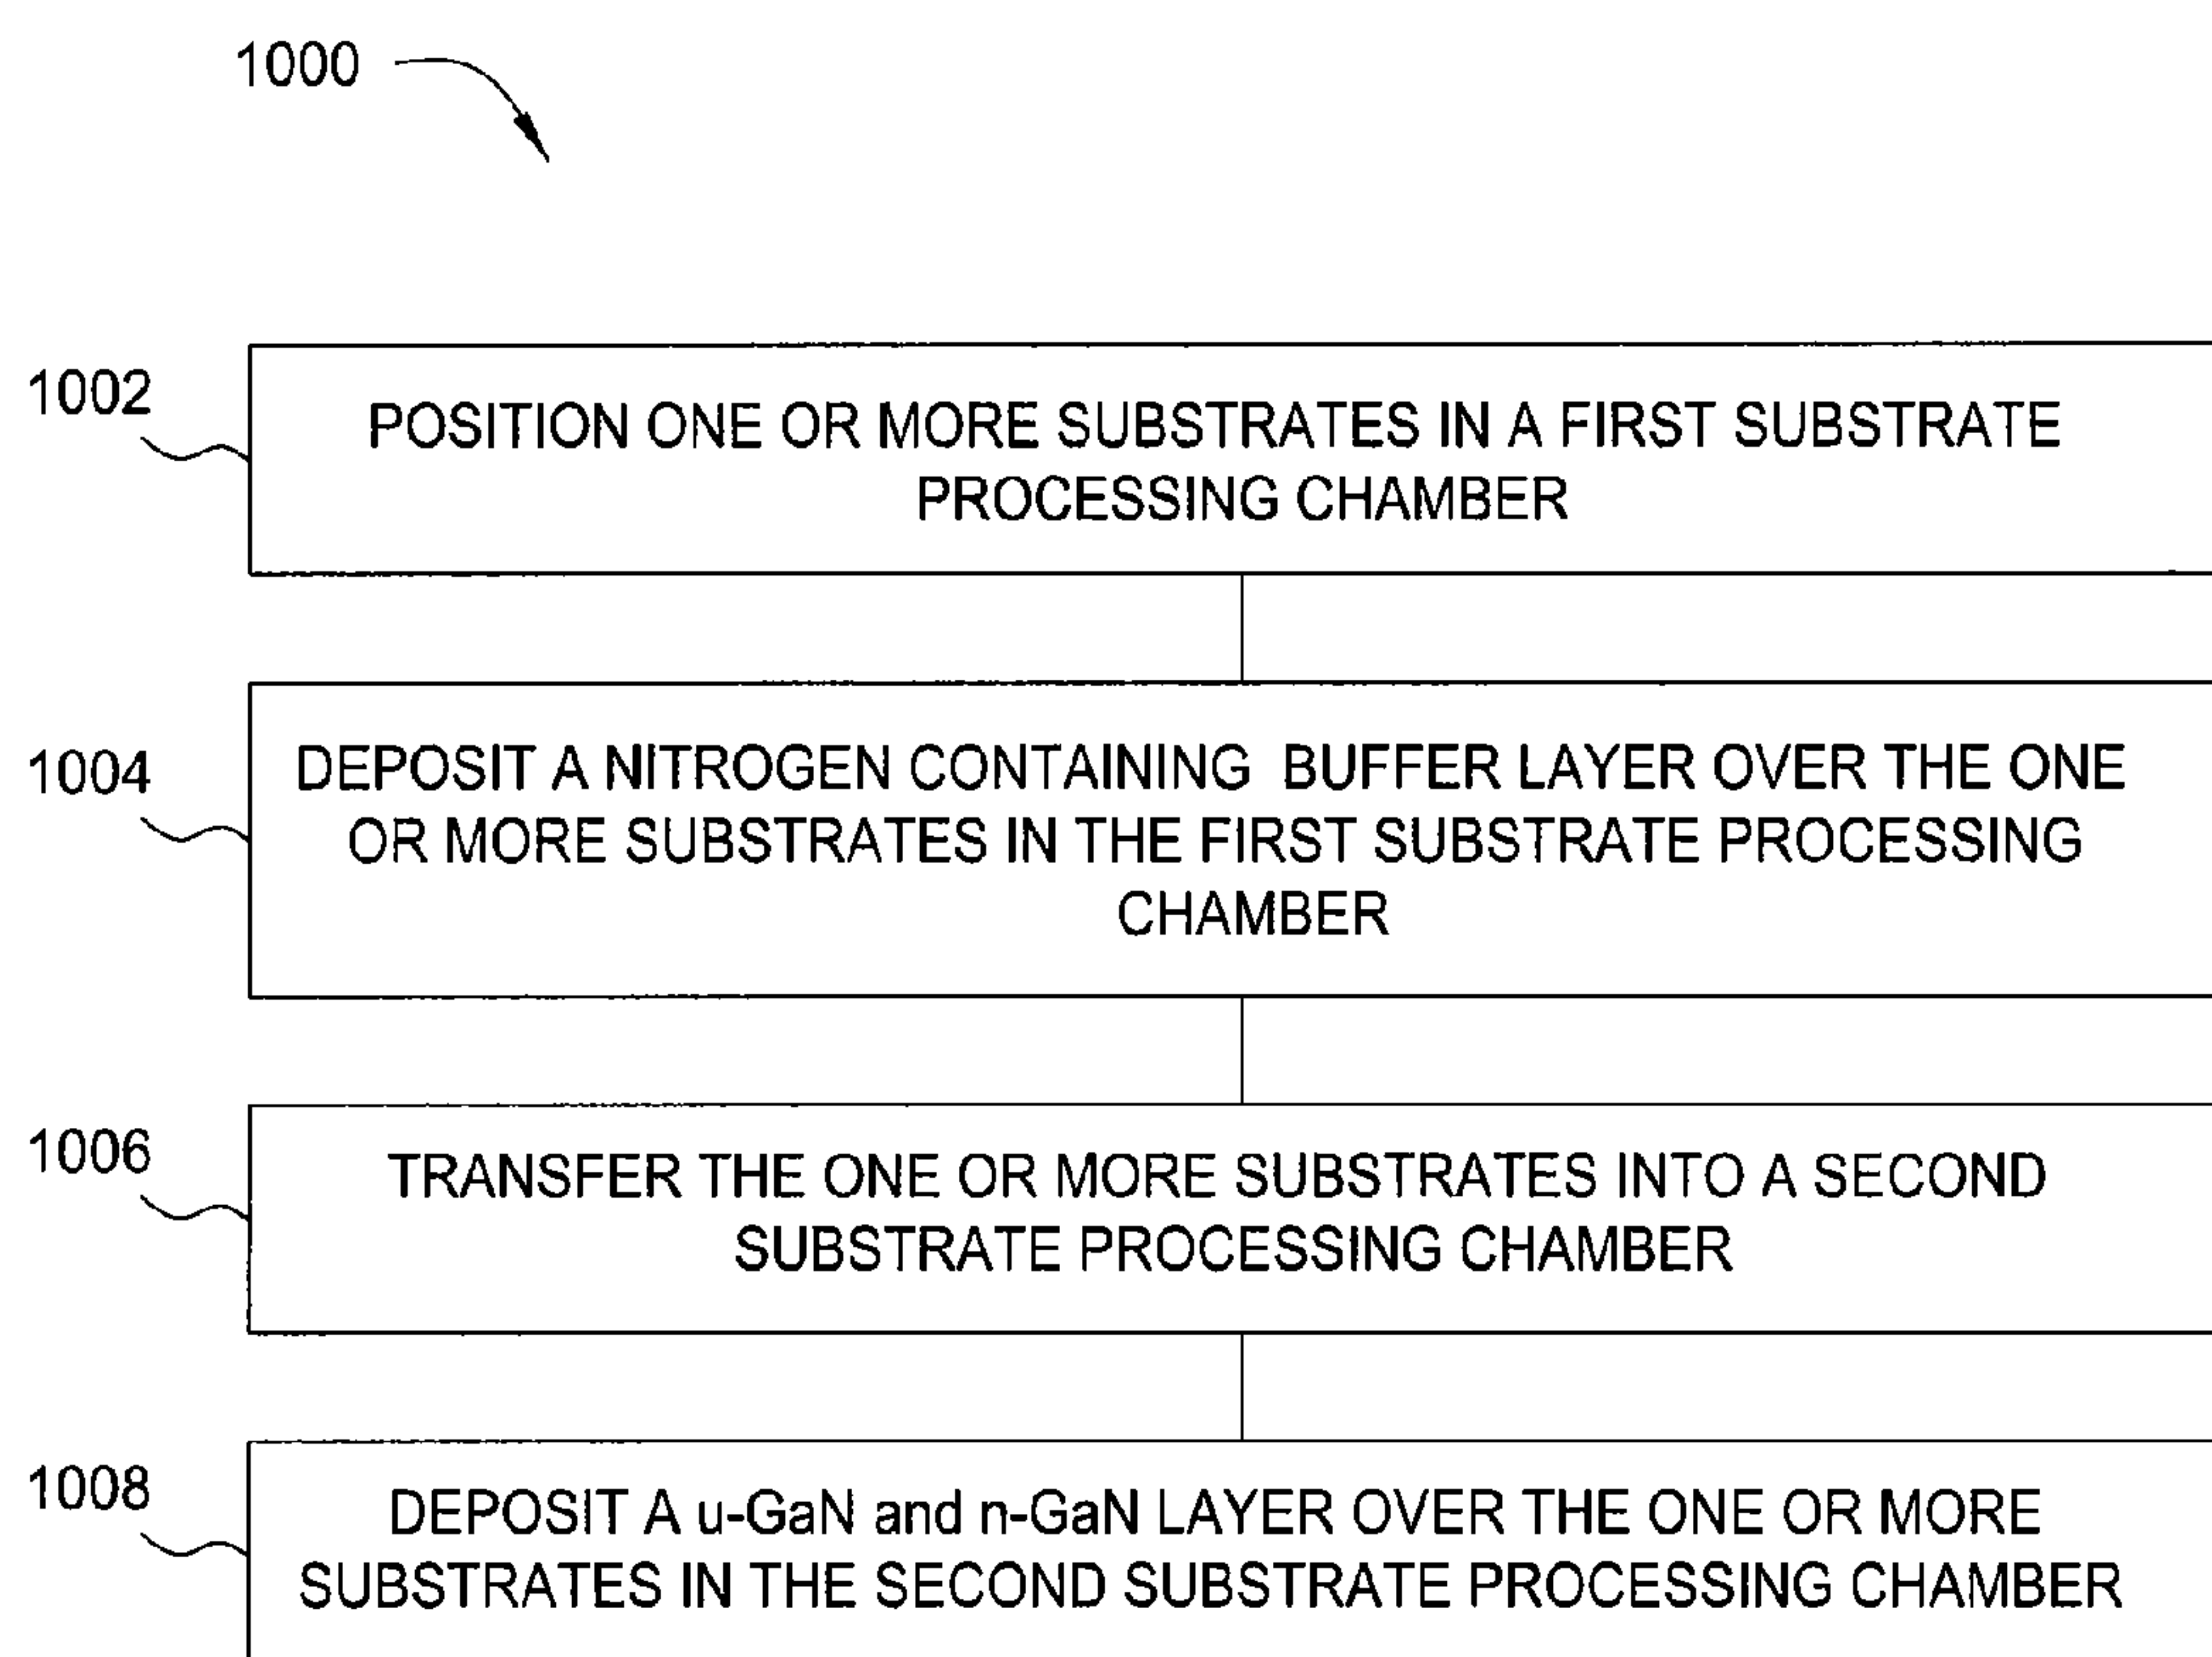 1000
1002
POSITION ONE OR MORE SUBSTRATES IN A FIRST SUBSTRATE
PROCESSING CHAMBER
1004
DEPOSIT A NITROGEN CONTAINING BUFFER LAYER OVER THE ONE
OR MORE SUBSTRATES IN THE FIRST SUBSTRATE PROCESSING
CHAMBER
1006
TRANSFER THE ONE OR MORE SUBSTRATES INTO A SECOND
SUBSTRATE PROCESSING CHAMBER
1008
DEPOSIT A u-GaN and n-GaN LAYER OVER THE ONE OR MORE
SUBSTRATES IN THE SECOND SUBSTRATE PROCESSING CHAMBER